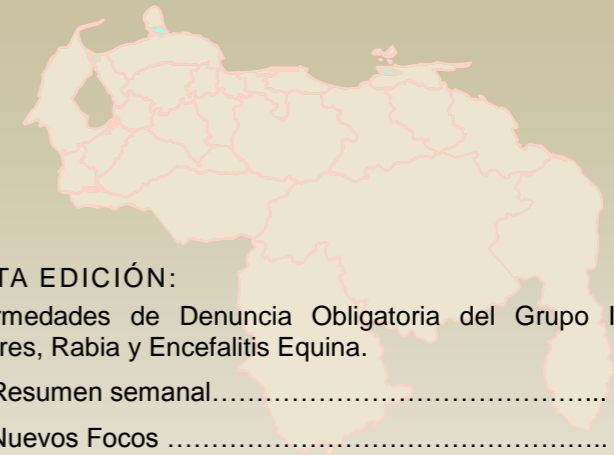 TA EDICIÓN:
rmedades de Denuncia Obligatoria del Grupo I
res, Rabia y Encefalitis Equina.
Resumen semanal……………………………………...
Nuevos Focos …………………………………………..